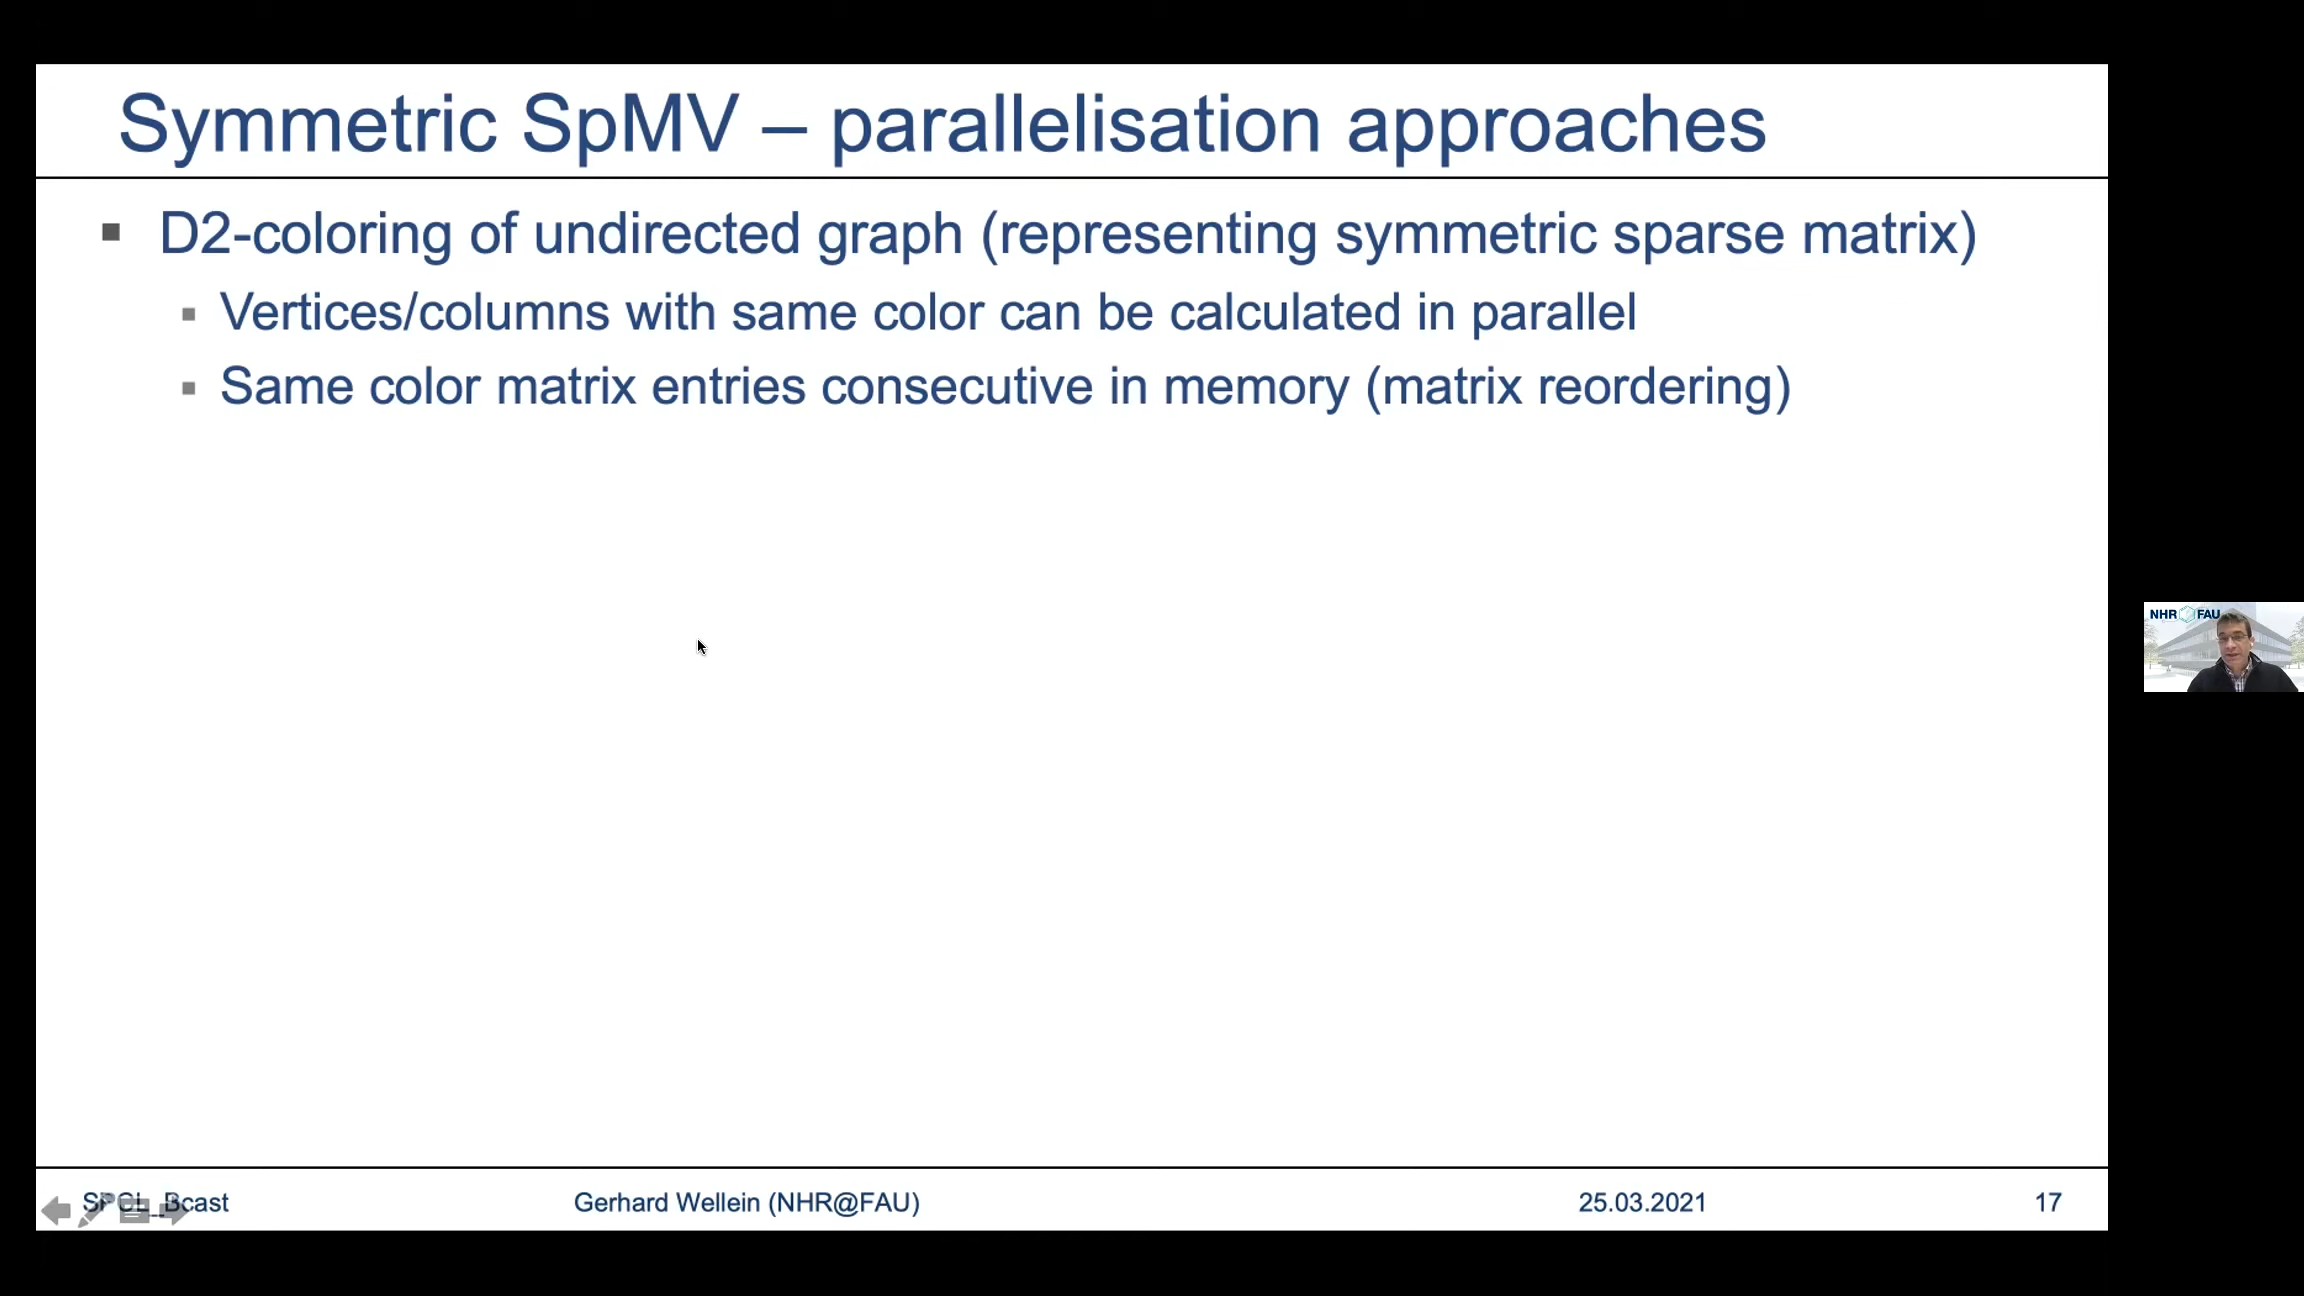 Symmetric SpMV – parallelisation approaches
D2-coloring of undirected graph (representing symmetric sparse matrix)
Vertices/columns with same color can be calculated in parallel
Same color matrix entries consecutive in memory (matrix reordering)
NHR FAU
SPCL_Bcast
Gerhard Wellein (NHR@FAU)
25.03.2021
17